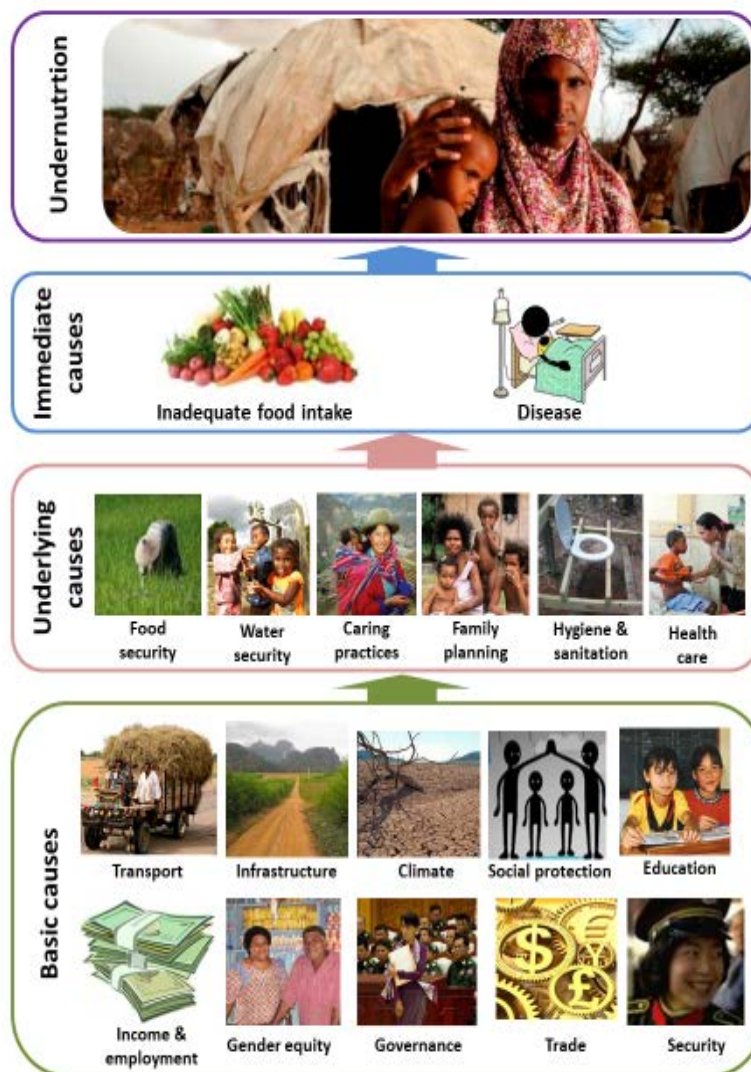 Undernutrtion
Immediate
causes
Inadequate food intake
Disease
Underlying
causes
Food
security
Water
security
Caring
practices
Family
planning
Hygiene &
sanitation
Health
care
Basic causes
Transport
Infrastructure
Climate
Social protection
Education
Income &
employment
Gender equity
Governance
Trade
Security